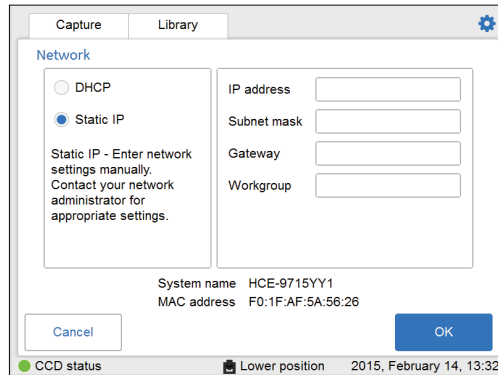 Capture Library
Network
DHCP
Static IP
Static IP - Enter network
settings manually.
Contact your network
administrator for
appropriate settings.
IP address
Subnet mask
Gateway
Workgroup
System name HCE-9715YY1
MAC address F0:1F:AF:5A:56:26
Cancel OK
CCD status Lower position 2015, February 14, 13:32